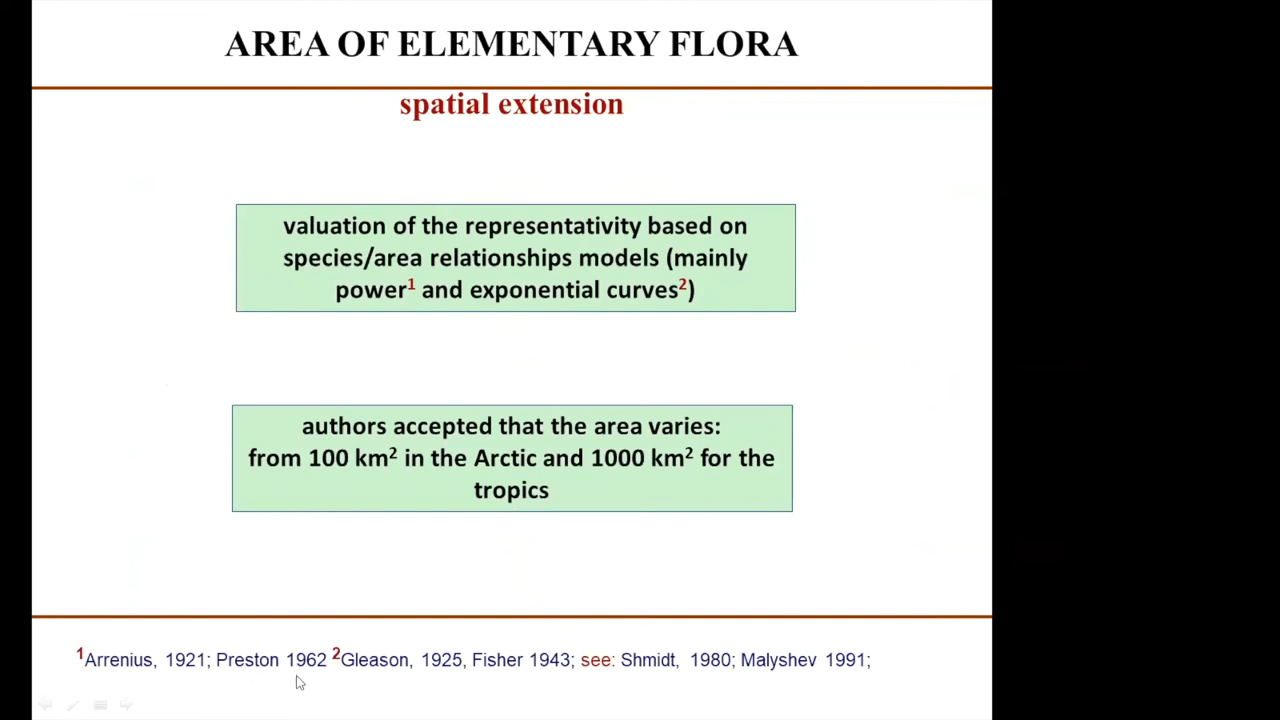 AREA OF ELEMENTARY FLORA
spatial extension
valuation of the representativity based on
species/area relationships models (mainly
power¹ and exponential curves²)
authors accepted that the area varies:
from 100 km² in the Arctic and 1000 km² for the
tropics
¹Arrenius, 1921; Preston 1962 ²Gleason, 1925, Fisher 1943; see: Shmidt, 1980; Malyshev 1991;